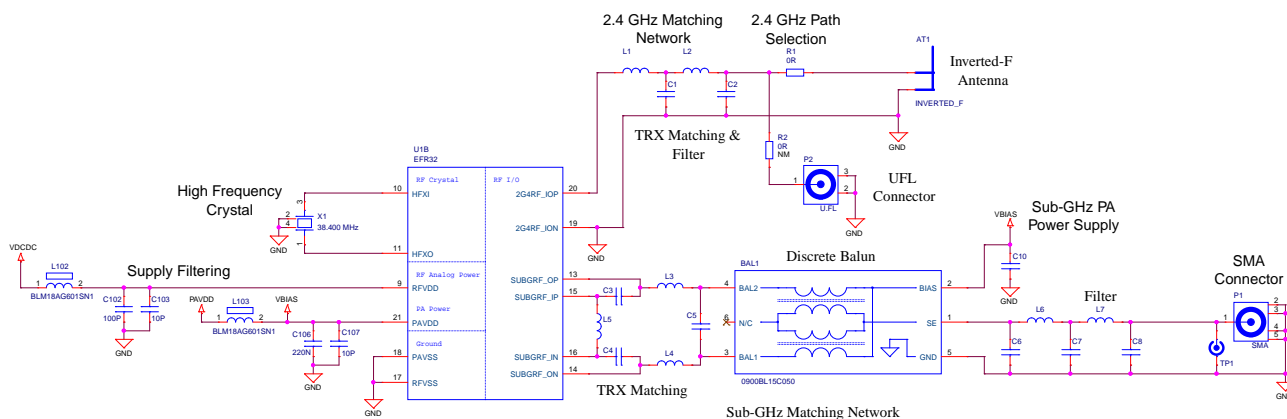 2.4 GHz Matching
Network
2.4 GHz Path
Selection
L1
L2
R1
0R
AT1
Inverted-F
Antenna
C1
C2
INVERTED_F
TRX Matching &
Filter
GND
R2
0R
NM
P2
1
3
2
U.FL
UFL
Connector
GND
U1B
EFR32
RF Crystal
RF I/O
High Frequency
Crystal
10
HFXI
2G4RF_IOP
20
3
2
4
X1
38.400 MHz
1
GND
2G4RF_ION
19
GND
11
HFXO
VDCDC
L102
1
2
BLM18AG601SN1
Supply Filtering
RF Analog Power
9
RFVDD
C102
100P
C103
10P
GND
PAVDD
L103
1
2
BLM18AG601SN1
VBIAS
PA Power
21
PAVDD
C106
220N
C107
10P
GND
Ground
18
PAVSS
17
RFVSS
GND
SUBGRF_OP
13
SUBGRF_IP
15
SUBGRF_IN
16
SUBGRF_ON
14
C3
L3
L5
C5
C4
L4
TRX Matching
Discrete Balun
BAL1
4
BAL2
BIAS
2
6
N/C
SE
1
3
BAL1
GND
5
0900BL15C050
Sub-GHz Matching Network
VBIAS
Sub-GHz PA
Power Supply
C10
GND
L6
Filter
L7
C6
C7
C8
TP1
SMA
Connector
P1
1
2
3
4
5
SMA
GND